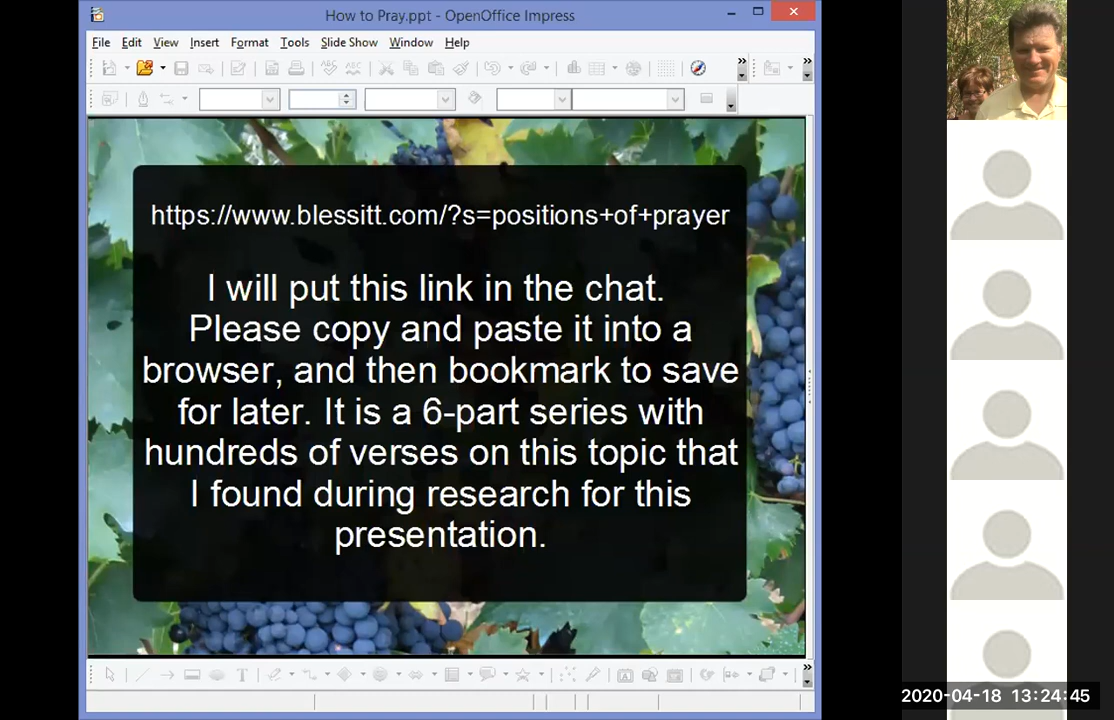 How to Pray.ppt - OpenOffice Impress
File Edit View Insert Format Tools Slide Show Window Help
https://www.blessitt.com/?s=positions+of+prayer
I will put this link in the chat.
Please copy and paste it into a
browser, and then bookmark to save
for later. It is a 6-part series with
hundreds of verses on this topic that
I found during research for this
presentation.
2020-04-18 13:24:45